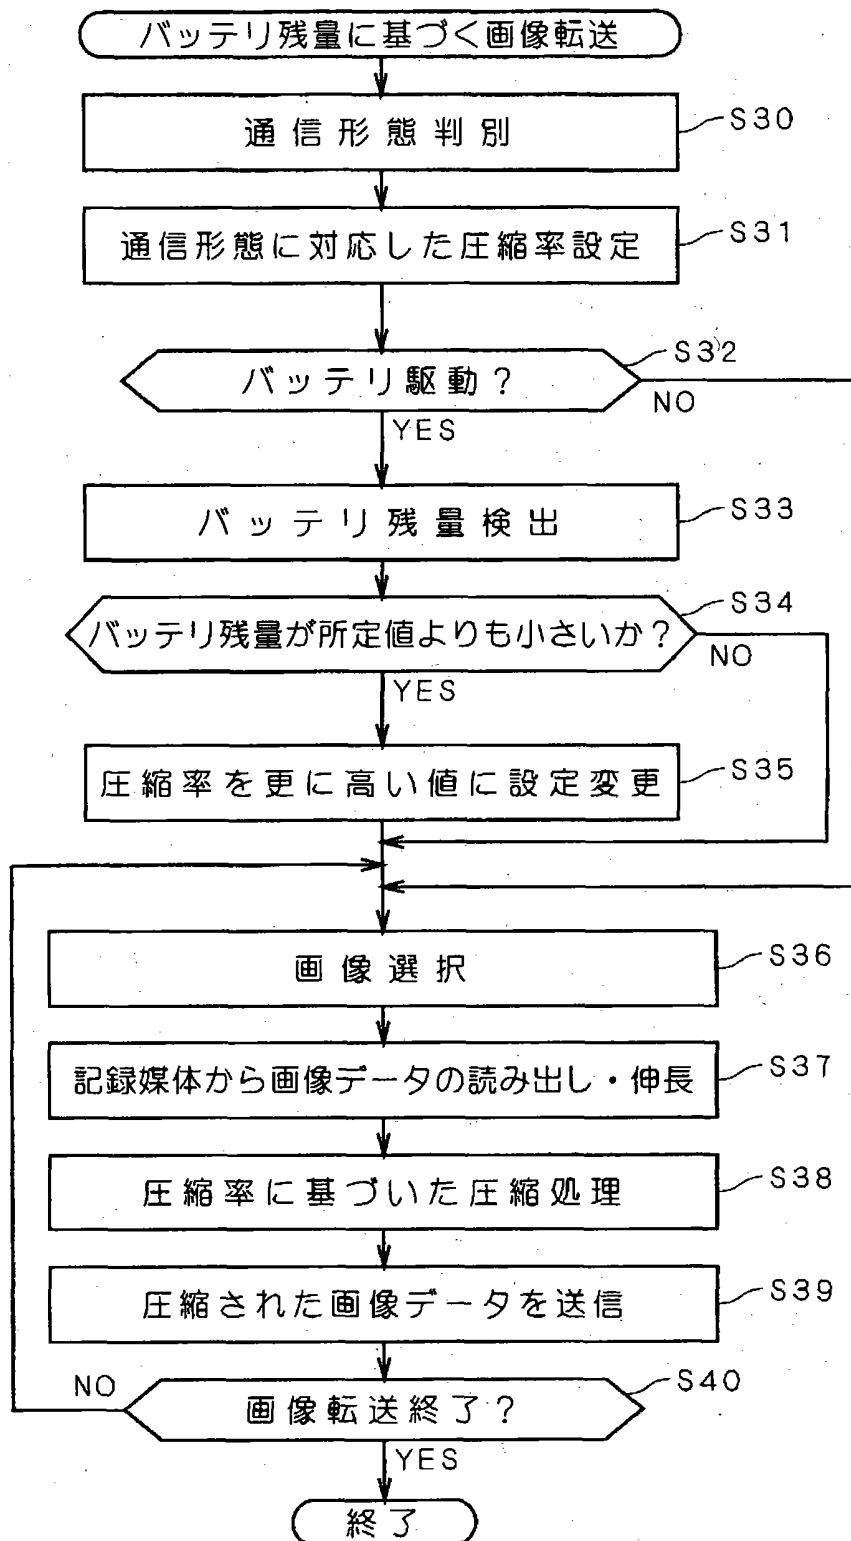 バッテリ残量に基づく画像転送
通信形態判別
S30
通信形態に対応した圧縮率設定
S31
バッテリ駆動?
S32
NO
YES
バッテリ残量検出
S33
バッテリ残量が所定値よりも小さいか?
S34
NO
YES
圧縮率を更に高い値に設定変更
S35
画像選択
S36
記録媒体から画像データの読み出し・伸長
S37
圧縮率に基づいた圧縮処理
S38
圧縮された画像データを送信
S39
NO
画像転送終了?
S40
YES
終了